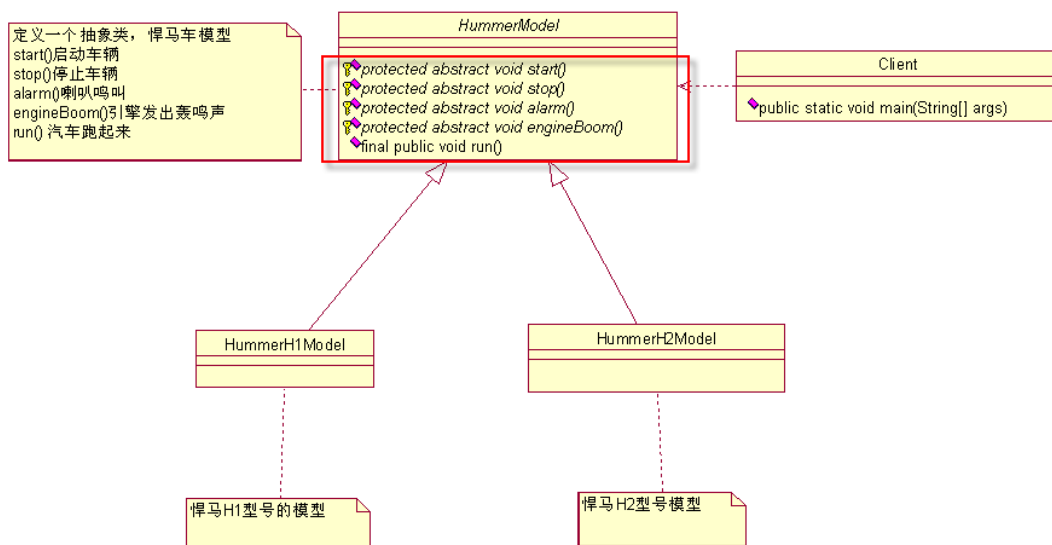 定义一个抽象类，悍马车模型
start()启动车辆
stop()停止车辆
alarm()喇叭鸣叫
engineBoom()引擎发出轰鸣声
run() 汽车跑起来
HummerModel
protected abstract void start()
protected abstract void stop()
protected abstract void alarm()
protected abstract void engineBoom()
final public void run()
Client
public static void main(String[] args)
HummerH1Model
HummerH2Model
悍马H1型号的模型
悍马H2型号模型